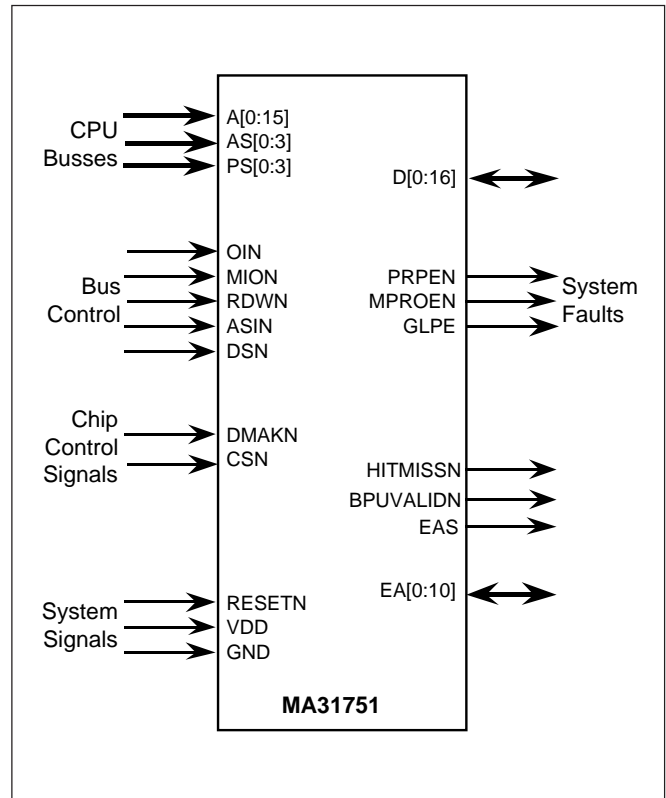 CPU
Busses
A[0:15]
AS[0:3]
PS[0:3]
D[0:16]
Bus
Control
OIN
MION
RDWN
ASIN
DSN
PRPEN
MPROEN
GLPE
System
Faults
Chip
Control
Signals
DMAKN
CSN
HITMISSN
BPUVALIDN
EAS
EA[0:10]
System
Signals
RESETN
VDD
GND
MA31751